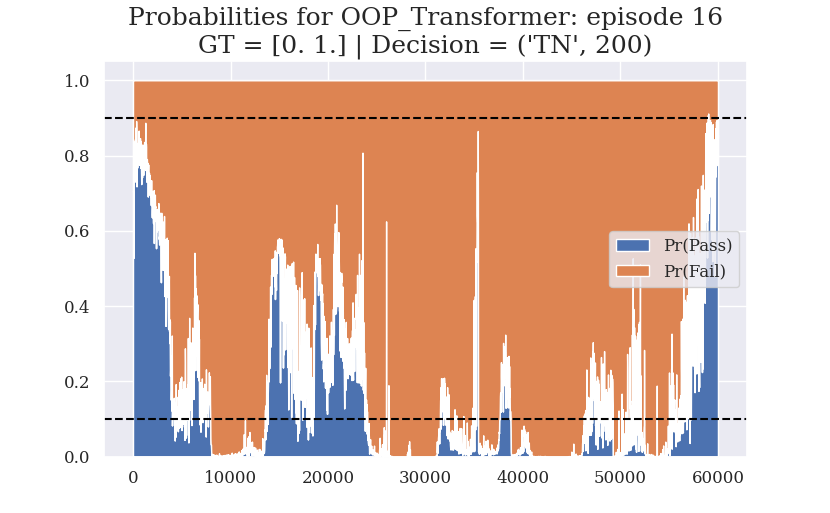 Probabilities for OOP_Transformer: episode 16
GT = [0. 1.] | Decision = ('TN', 200)
1.0
0.8
0.6
0.4
0.2
0.0
Pr(Pass)
Pr(Fail)
0 10000 20000 30000 40000 50000 60000